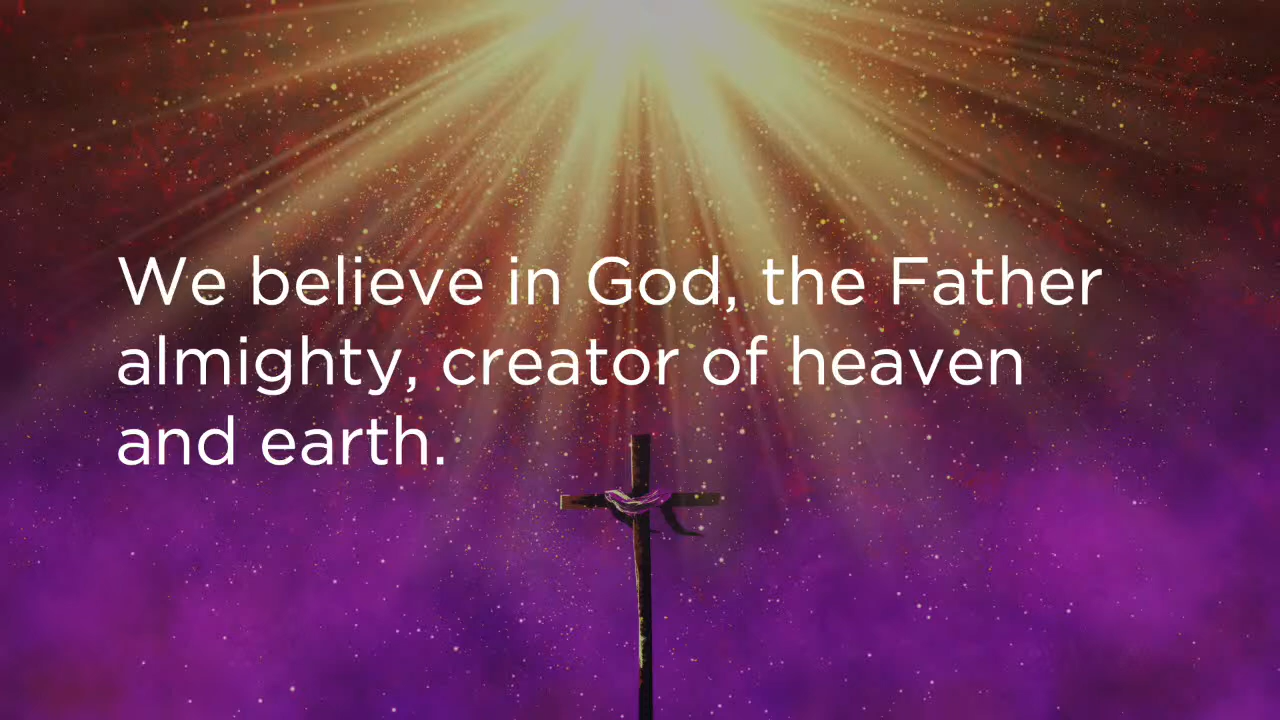 We believe in God, the Father
almighty, creator of heaven
and earth.